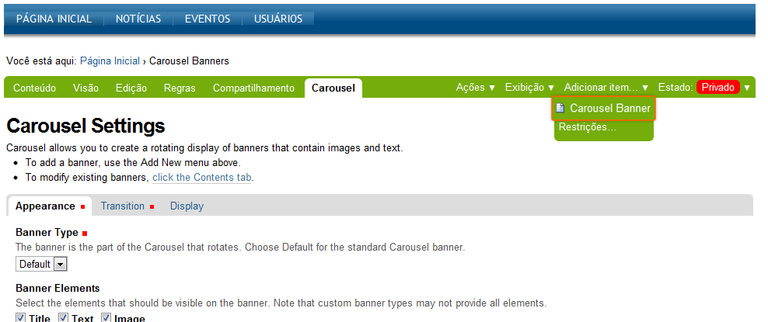 PÁGINA INICIAL NOTÍCIAS EVENTOS USUÁRIOS
Você está aqui: Página Inicial › Carousel Banners
Conteúdo Visão Edição Regras Compartilhamento Carousel Ações ▼ Exibição ▼ Adicionar item... ▼ Estado: Privado ▼
Carousel Banner
Restrições...
Carousel Settings
Carousel allows you to create a rotating display of banners that contain images and text.
• To add a banner, use the Add New menu above.
• To modify existing banners, click the Contents tab.
Appearance Transition Display
Banner Type
The banner is the part of the Carousel that rotates. Choose Default for the standard Carousel banner.
Default
Banner Elements
Select the elements that should be visible on the banner. Note that custom banner types may not provide all elements.
Title Text Image